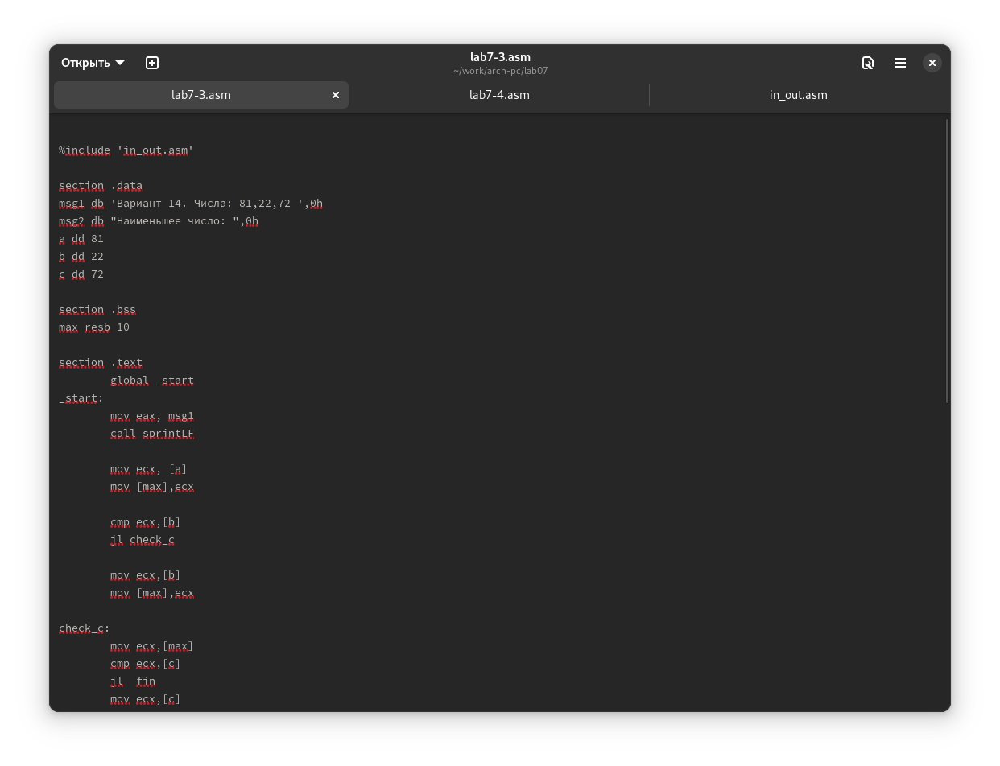 Открыть
lab7-3.asm
~/work/arch-pc/lab07
lab7-3.asm
lab7-4.asm
in_out.asm
%include 'in_out.asm'
section .data
msg1 db 'Вариант 14. Числа: 81,22,72 ',0h
msg2 db "Наименьшее число: ",0h
a dd 81
b dd 22
c dd 72
section .bss
max resb 10
section .text
global _start
_start:
mov eax, msg1
call sprintLF
mov ecx, [a]
mov [max],ecx
cmp ecx,[b]
jl check_c
mov ecx,[b]
mov [max],ecx
check_c:
mov ecx,[max]
cmp ecx,[c]
jl  fin
mov ecx,[c]